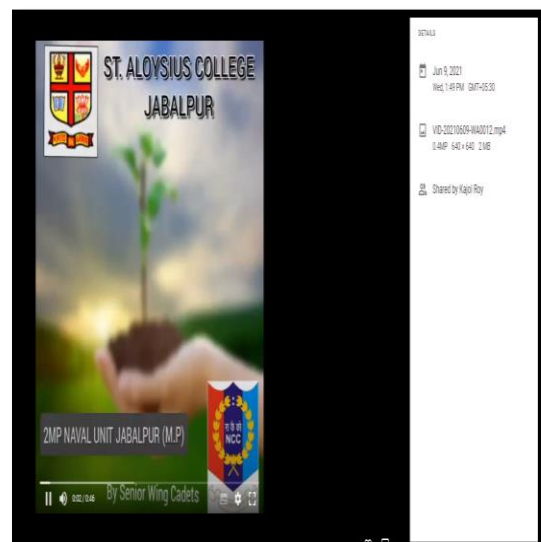 ST. ALOYSIUS COLLEGE
JABALPUR
NCC
2MP NAVAL UNIT JABALPUR (M.P)
By Senior Wing Cadets
0:02 / 0:46
DETAILS
Jun 9, 2021
Wed, 1:49 PM GMT+05:30
VID-20210609-WA0012.mp4
0.4MP 640 × 640 2 MB
Shared by Kajol Roy